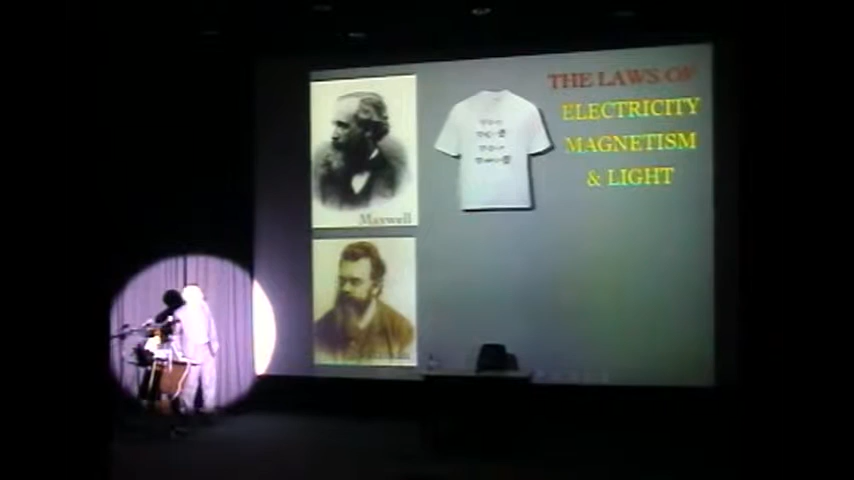 THE LAWS OF
ELECTRICITY
MAGNETISM
& LIGHT
Maxwell